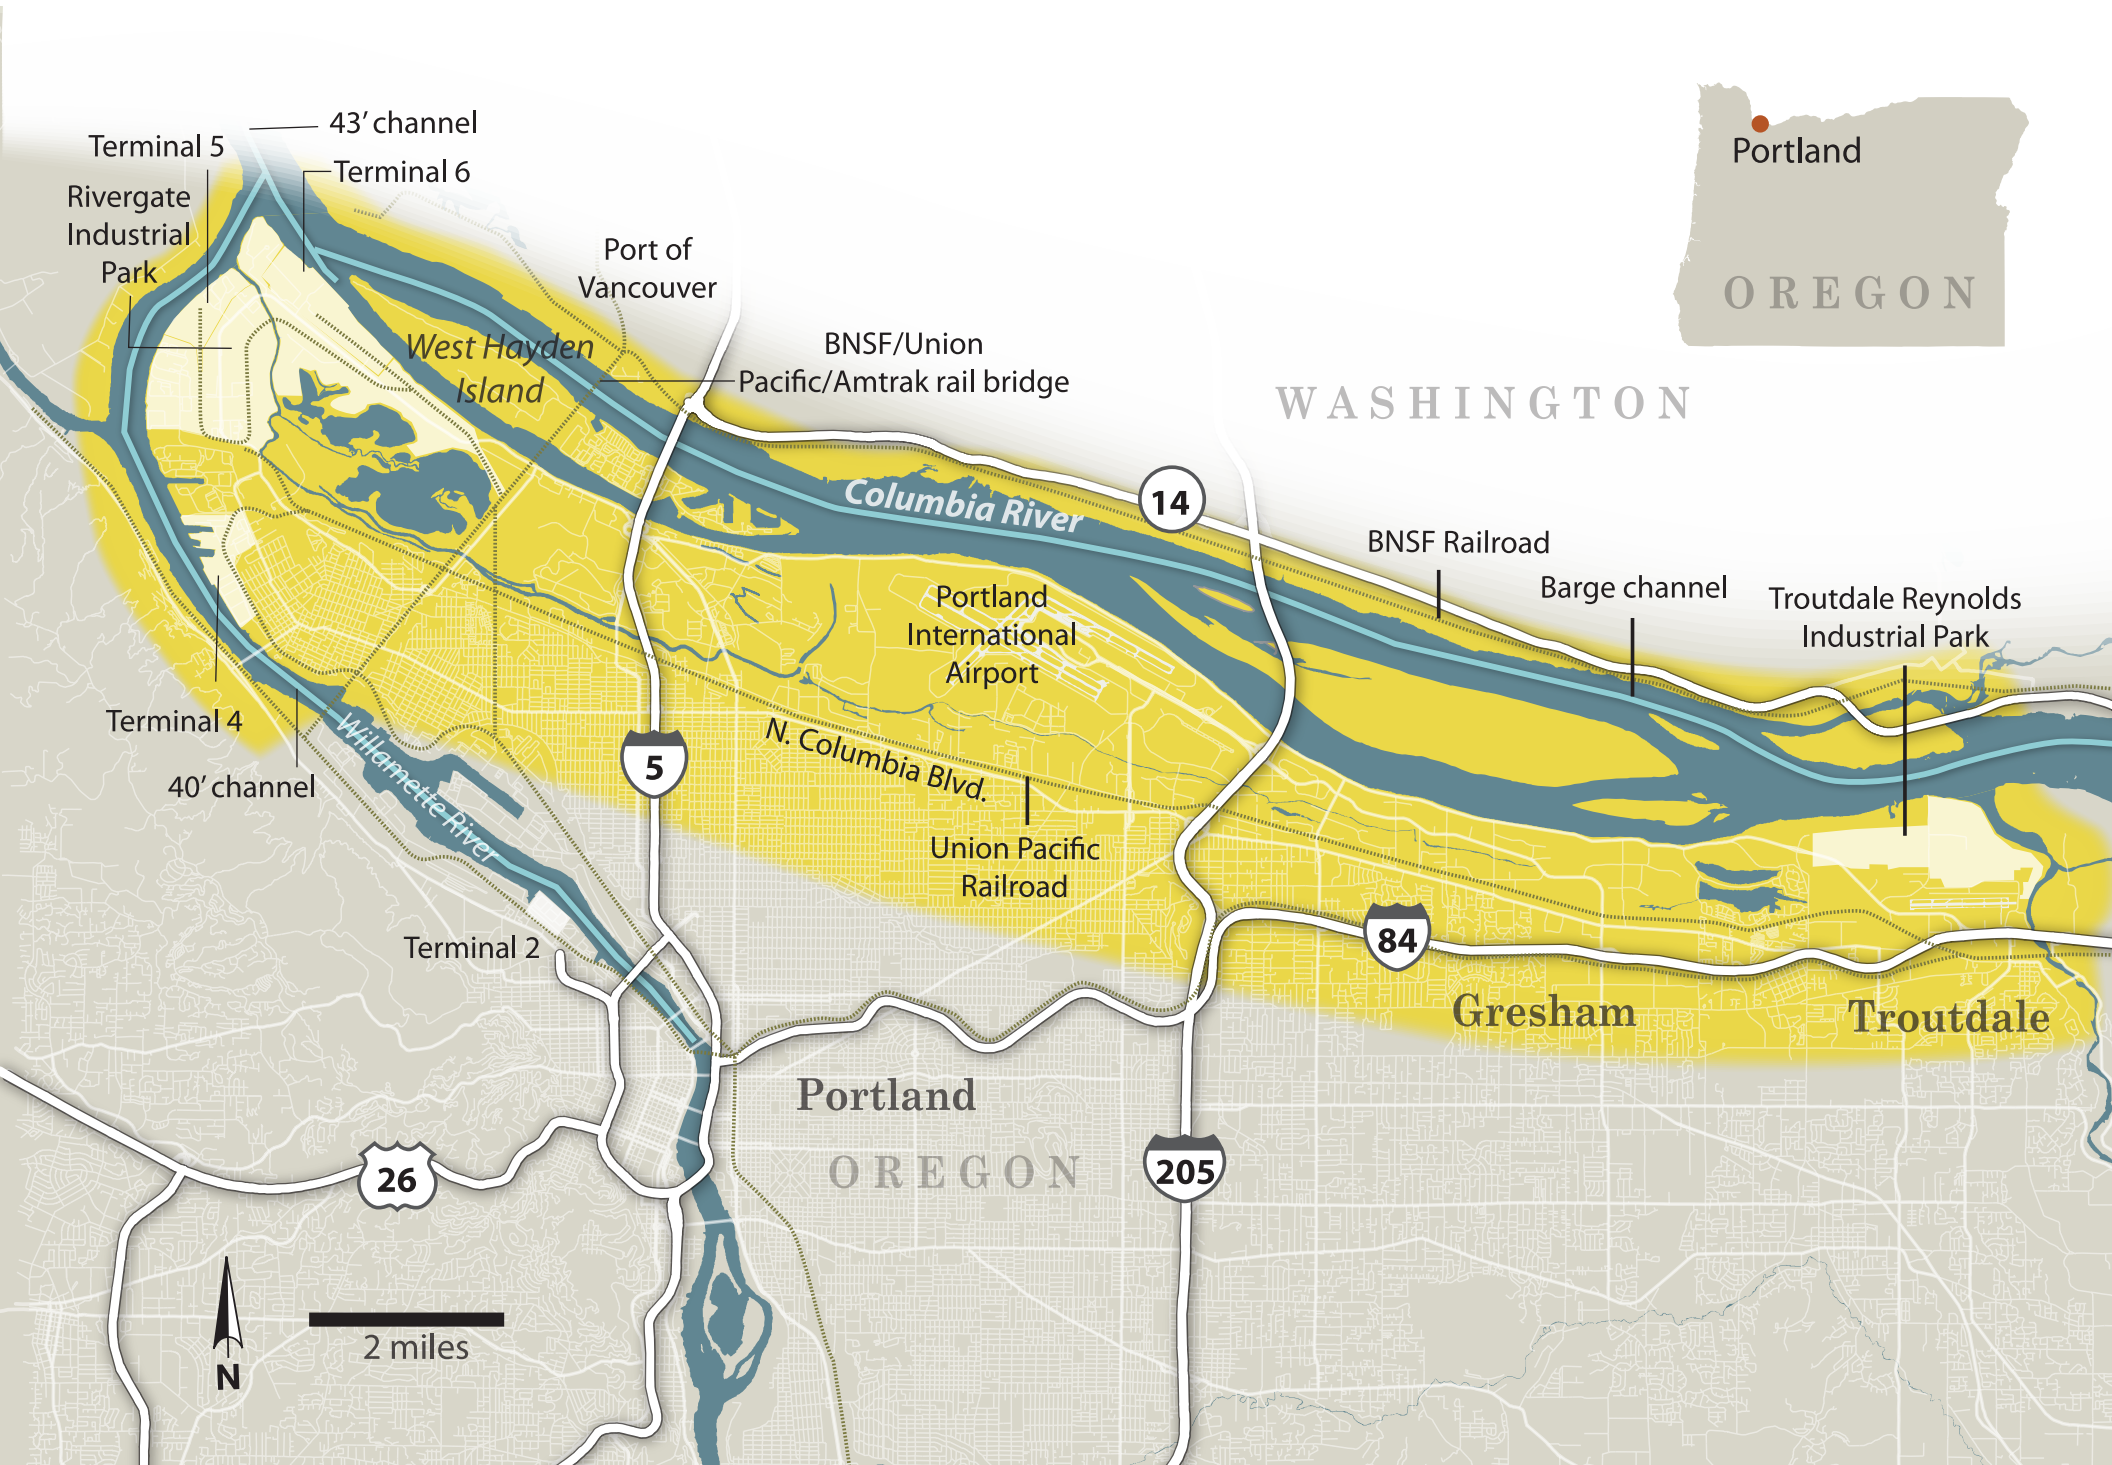 43’ channel
Terminal 5
Terminal 6
Rivergate
Industrial
Park
Port of
Vancouver
West Hayden
Island
BNSF/Union
Pacific/Amtrak rail bridge
Portland
OREGON
WASHINGTON
Columbia River
14
BNSF Railroad
Barge channel
Troutdale Reynolds
Industrial Park
Portland
International
Airport
Terminal 4
40’ channel
Willamette River
5
N. Columbia Blvd.
Union Pacific
Railroad
Terminal 2
84
Gresham
Troutdale
Portland
OREGON
26
205
2 miles
N